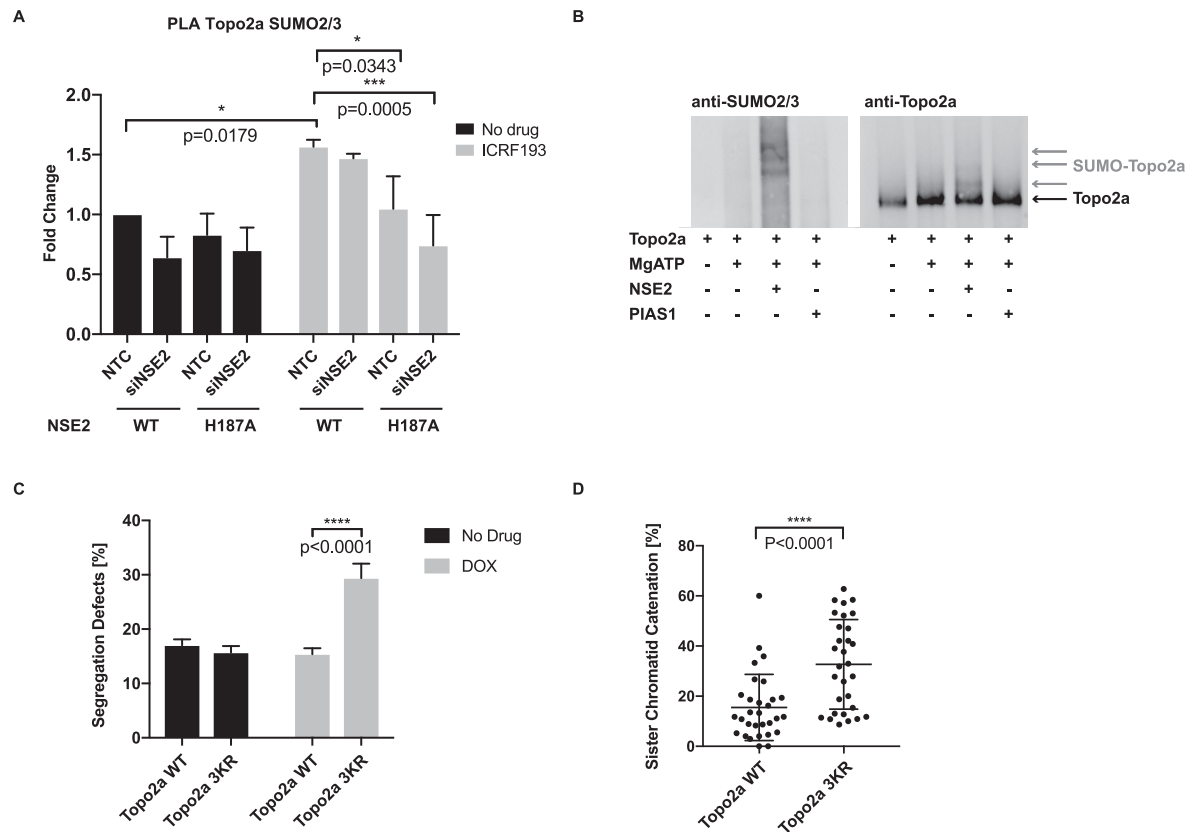 A
PLA Topo2a SUMO2/3
*
p=0.0343
***
p=0.0005
*
p=0.0179
2.0
1.5
1.0
0.5
0.0
Fold Change
No drug
ICRF193
NTC
siNSE2
NTC
siNSE2
NTC
siNSE2
NTC
siNSE2
NSE2 WT H187A WT H187A
B
anti-SUMO2/3 anti-Topo2a
SUMO-Topo2a
Topo2a
Topo2a + + + + + + + +
MgATP - + + + - + + +
NSE2 - - + - - - + -
PIAS1 - - - + - - - +
C
Segregation Defects [%]
40
30
20
10
0
****
p<0.0001
No Drug
DOX
Topo2a WT
Topo2a 3KR
Topo2a WT
Topo2a 3KR
D
Sister Chromatid Catenation [%]
80
60
40
20
0
****
P<0.0001
Topo2a WT
Topo2a 3KR